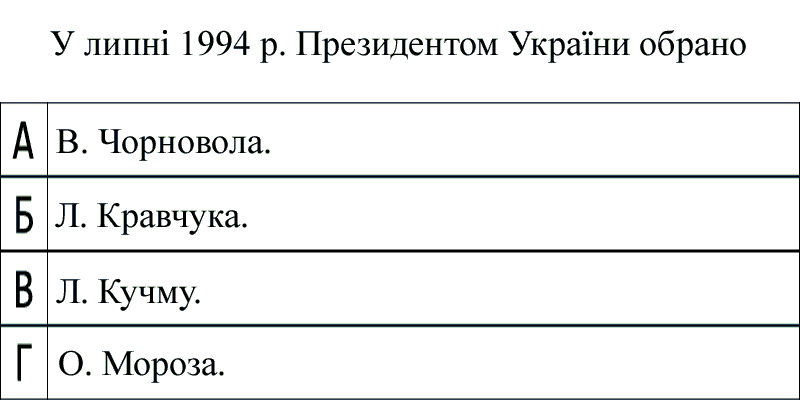 У липні 1994 р. Президентом України обрано
А В. Чорновола.
Б Л. Кравчука.
В Л. Кучму.
Г О. Мороза.